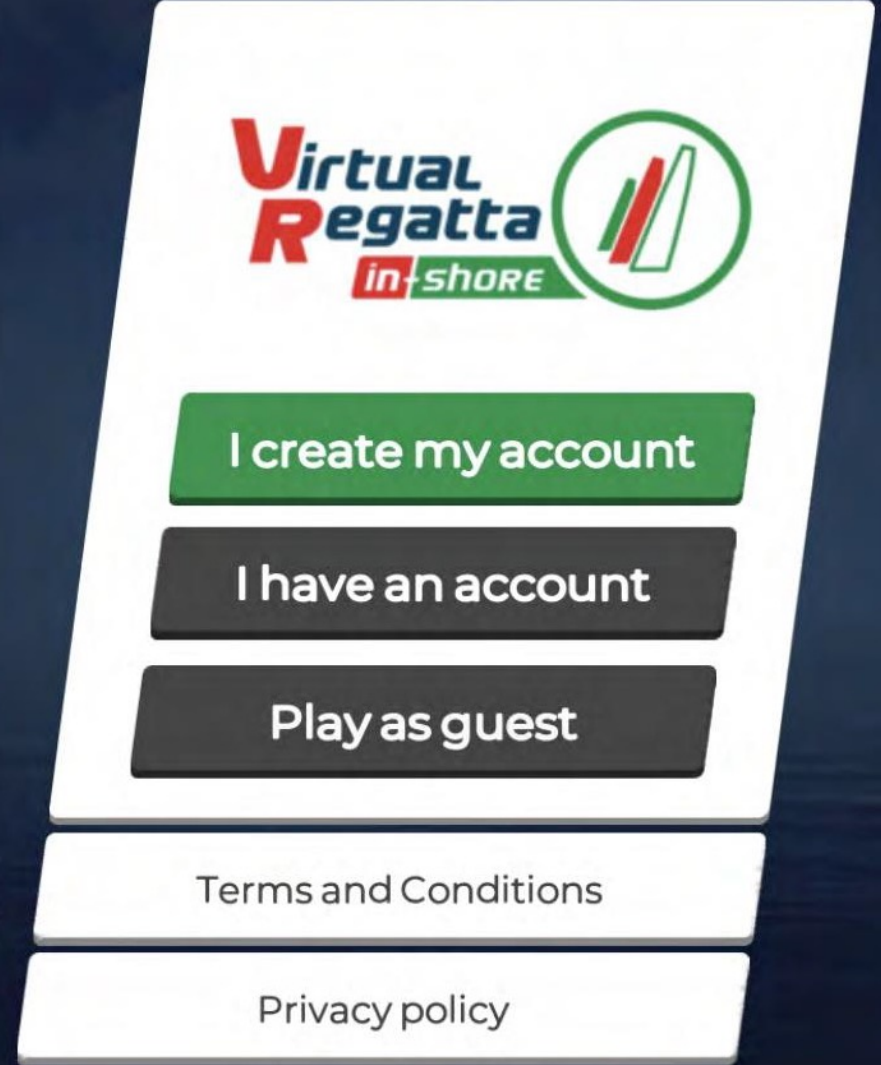 Virtual
Regatta
in-shore
I create my account
I have an account
Play as guest
Terms and Conditions
Privacy policy